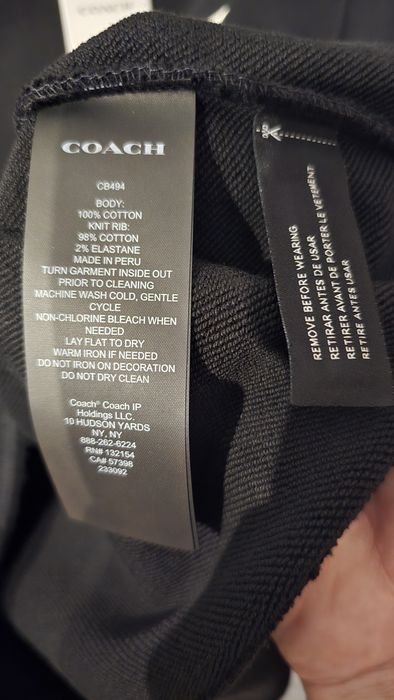 COACH
COACH
CB494
BODY:
100% COTTON
KNIT RIB:
98% COTTON
2% ELASTANE
MADE IN PERU
TURN GARMENT INSIDE OUT
PRIOR TO CLEANING
MACHINE WASH COLD, GENTLE
CYCLE
NON-CHLORINE BLEACH WHEN
NEEDED
LAY FLAT TO DRY
WARM IRON IF NEEDED
DO NOT IRON ON DECORATION
DO NOT DRY CLEAN
Coach® Coach IP
Holdings LLC.
10 HUDSON YARDS
NY, NY
888-262-6224
RN# 132154
CA# 57398
233092
REMOVE BEFORE WEARING
RETIRAR ANTES DE USAR
RETIRER AVANT DE PORTER LE VETEMENT
RETIRE ANTES USAR